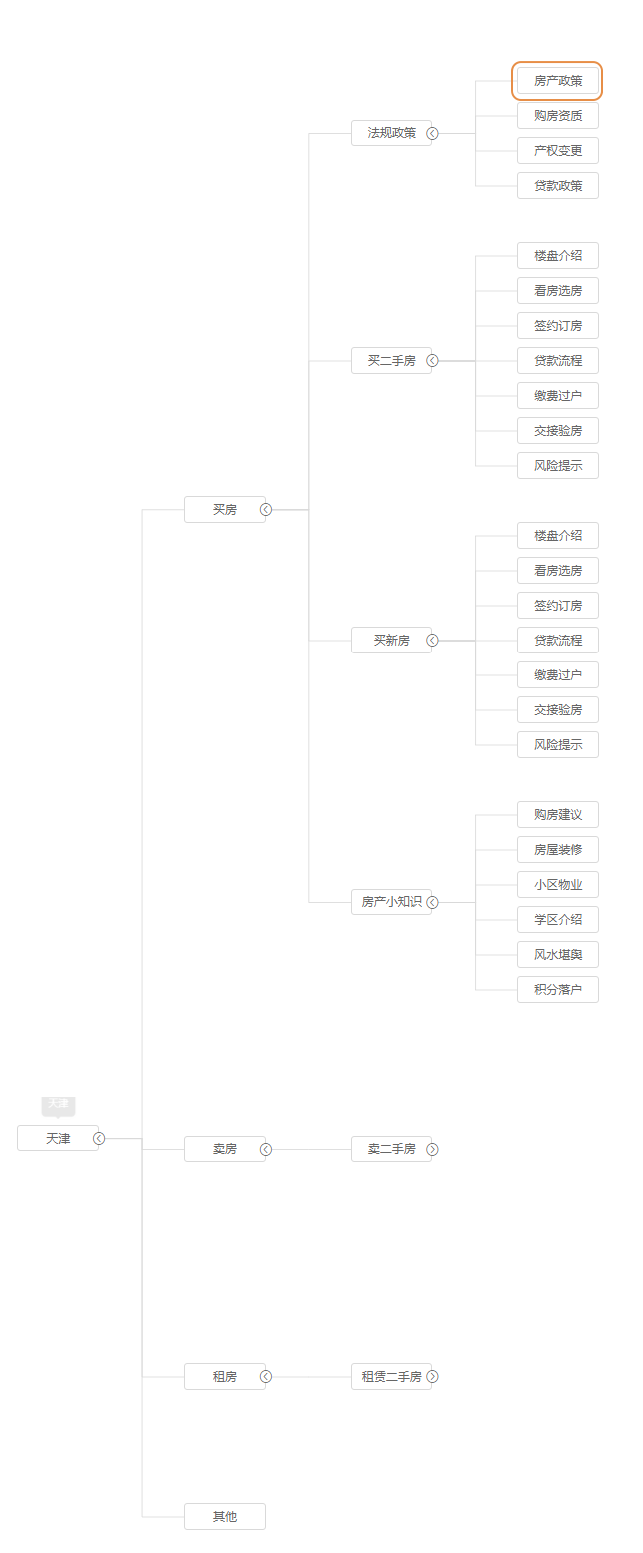 房产政策
购房资质
法规政策
产权变更
贷款政策
楼盘介绍
看房选房
签约订房
买二手房
贷款流程
缴费过户
交接验房
风险提示
买房
楼盘介绍
看房选房
签约订房
买新房
贷款流程
缴费过户
交接验房
风险提示
购房建议
房屋装修
小区物业
房产小知识
学区介绍
风水堪舆
积分落户
天津
天津
卖房
卖二手房
租房
租赁二手房
其他